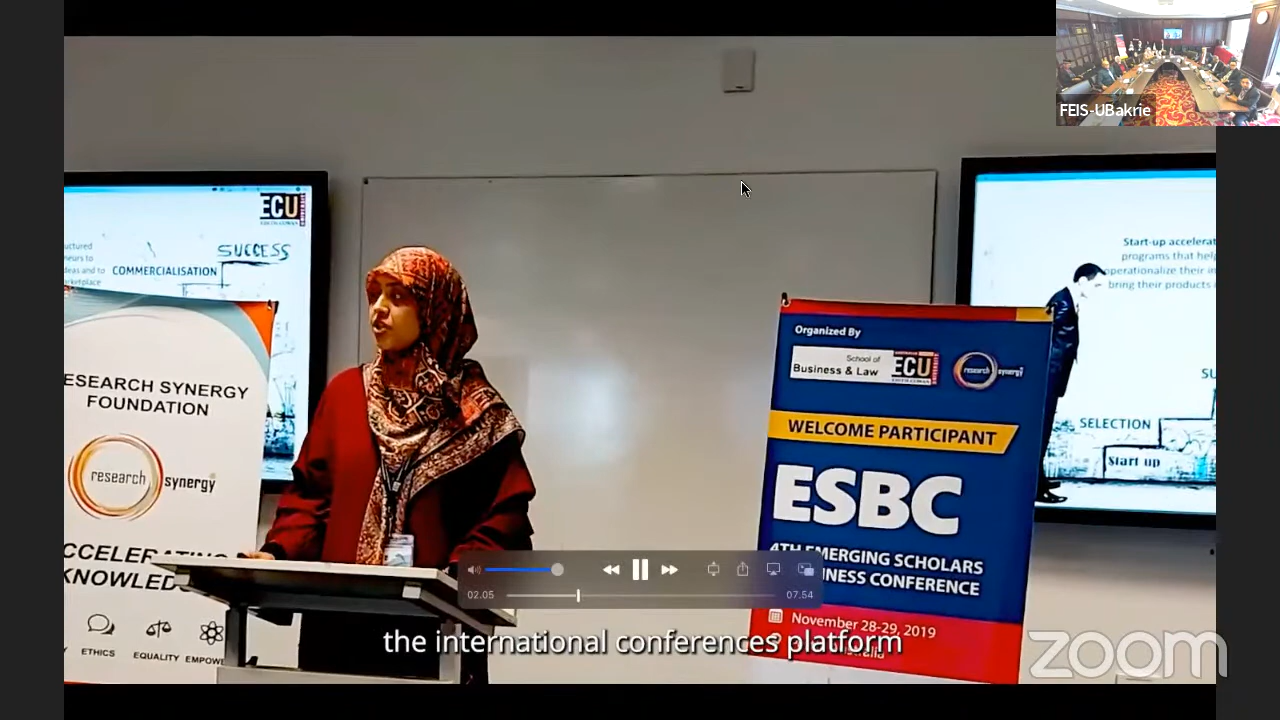 FEIS-UBakrie
ECU
COMMERCIALISATION
SUCCESS
Start-up accelerat
programs that help
operationalize their in
bring their products
SELECTION
Start up
ESEARCH SYNERGY
FOUNDATION
research synergy
CCELERATING
KNOWLED
ETHICS
EQUALITY
EMPOWE
Organized By
School of
Business & Law
ECU
research synergy
WELCOME PARTICIPANT
ESBC
4TH EMERGING SCHOLARS
November 28-29, 2019
CONFERENCE
02.05
07.54
the international conferences platform
zoom